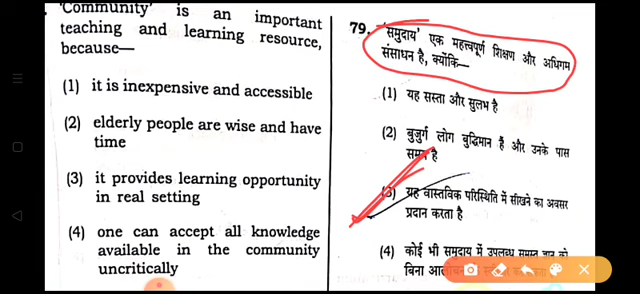 'Community' is an important
teaching and learning resource,
because—
(1) it is inexpensive and accessible
(2) elderly people are wise and have
time
(3) it provides learning opportunity
in real setting
(4) one can accept all knowledge
available in the community
uncritically
79. 'समुदाय' एक महत्त्वपूर्ण शिक्षण और अधिगम
संसाधन है, क्योंकि—
(1) यह सस्ता और सुलभ है
(2) बुजुर्ग लोग बुद्धिमान हैं और उनके पास
समय है
(3) यह वास्तविक परिस्थिति में सीखने का अवसर
प्रदान करता है
(4) कोई भी समुदाय में उपलब्ध समस्त ज्ञान को
बिना